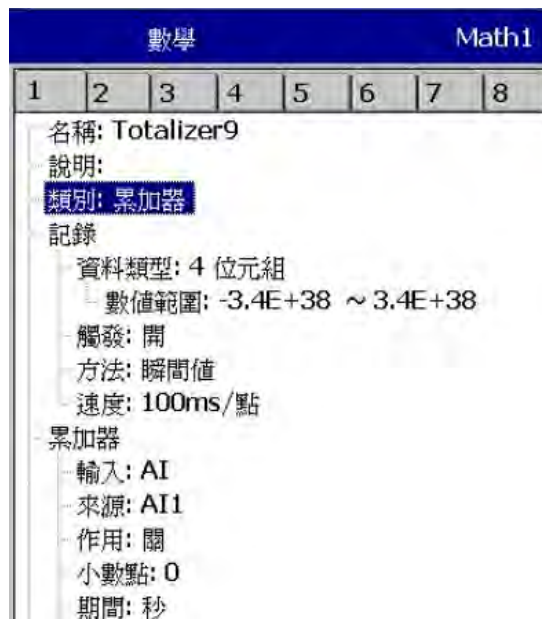 數學 Math1
1 2 3 4 5 6 7 8
名稱: Totalizer9
說明:
類別: 累加器
記錄
資料類型: 4 位元組
數值範圍: -3.4E+38 ~ 3.4E+38
觸發: 開
方法: 瞬間值
速度: 100ms/點
累加器
輸入: AI
來源: AI1
作用: 關
小數點: 0
期間: 秒